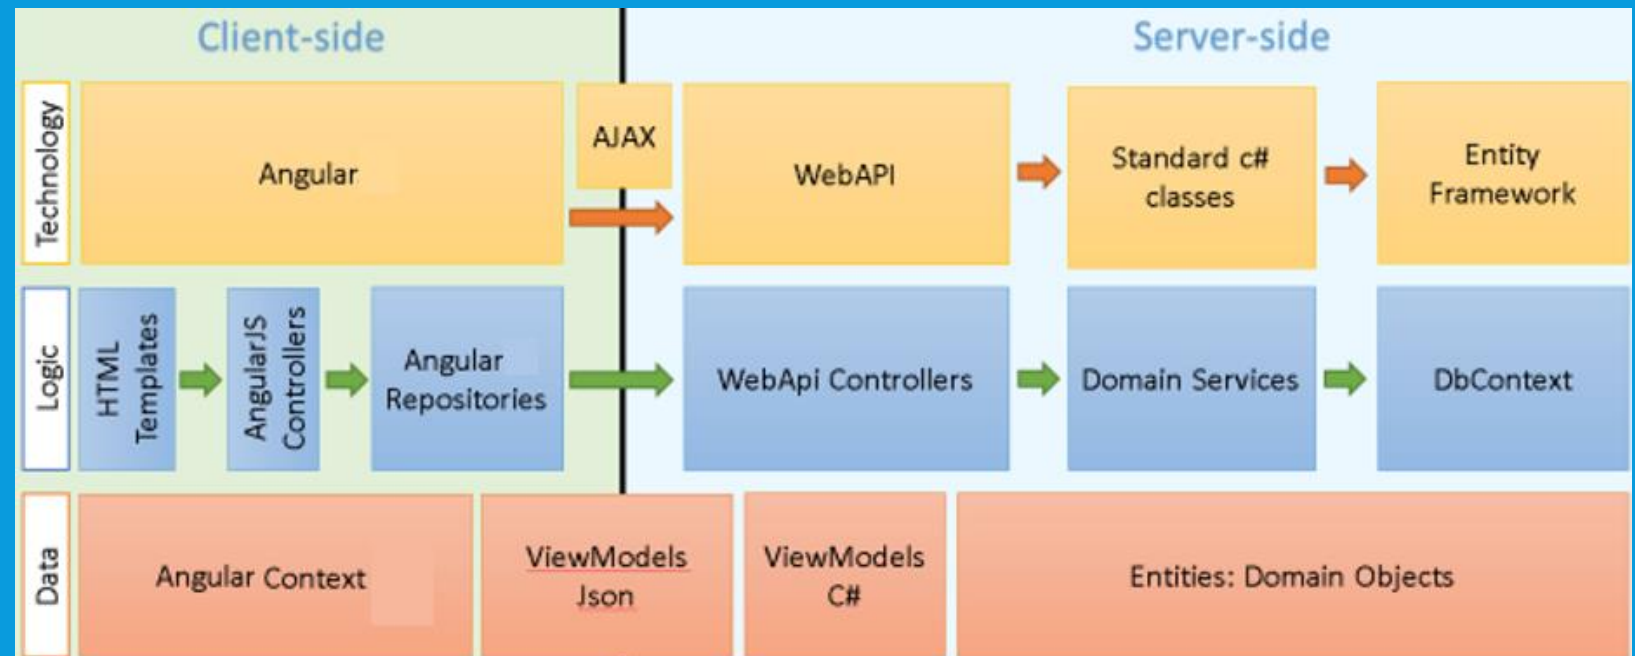 Client-side
Server-side
Technology
Angular
AJAX
WebAPI
Standard c#
classes
Entity
Framework
Logic
HTML
Templates
AngularJS
Controllers
Angular
Repositories
WebApi Controllers
Domain Services
DbContext
Data
Angular Context
ViewModels
Json
ViewModels
C#
Entities: Domain Objects